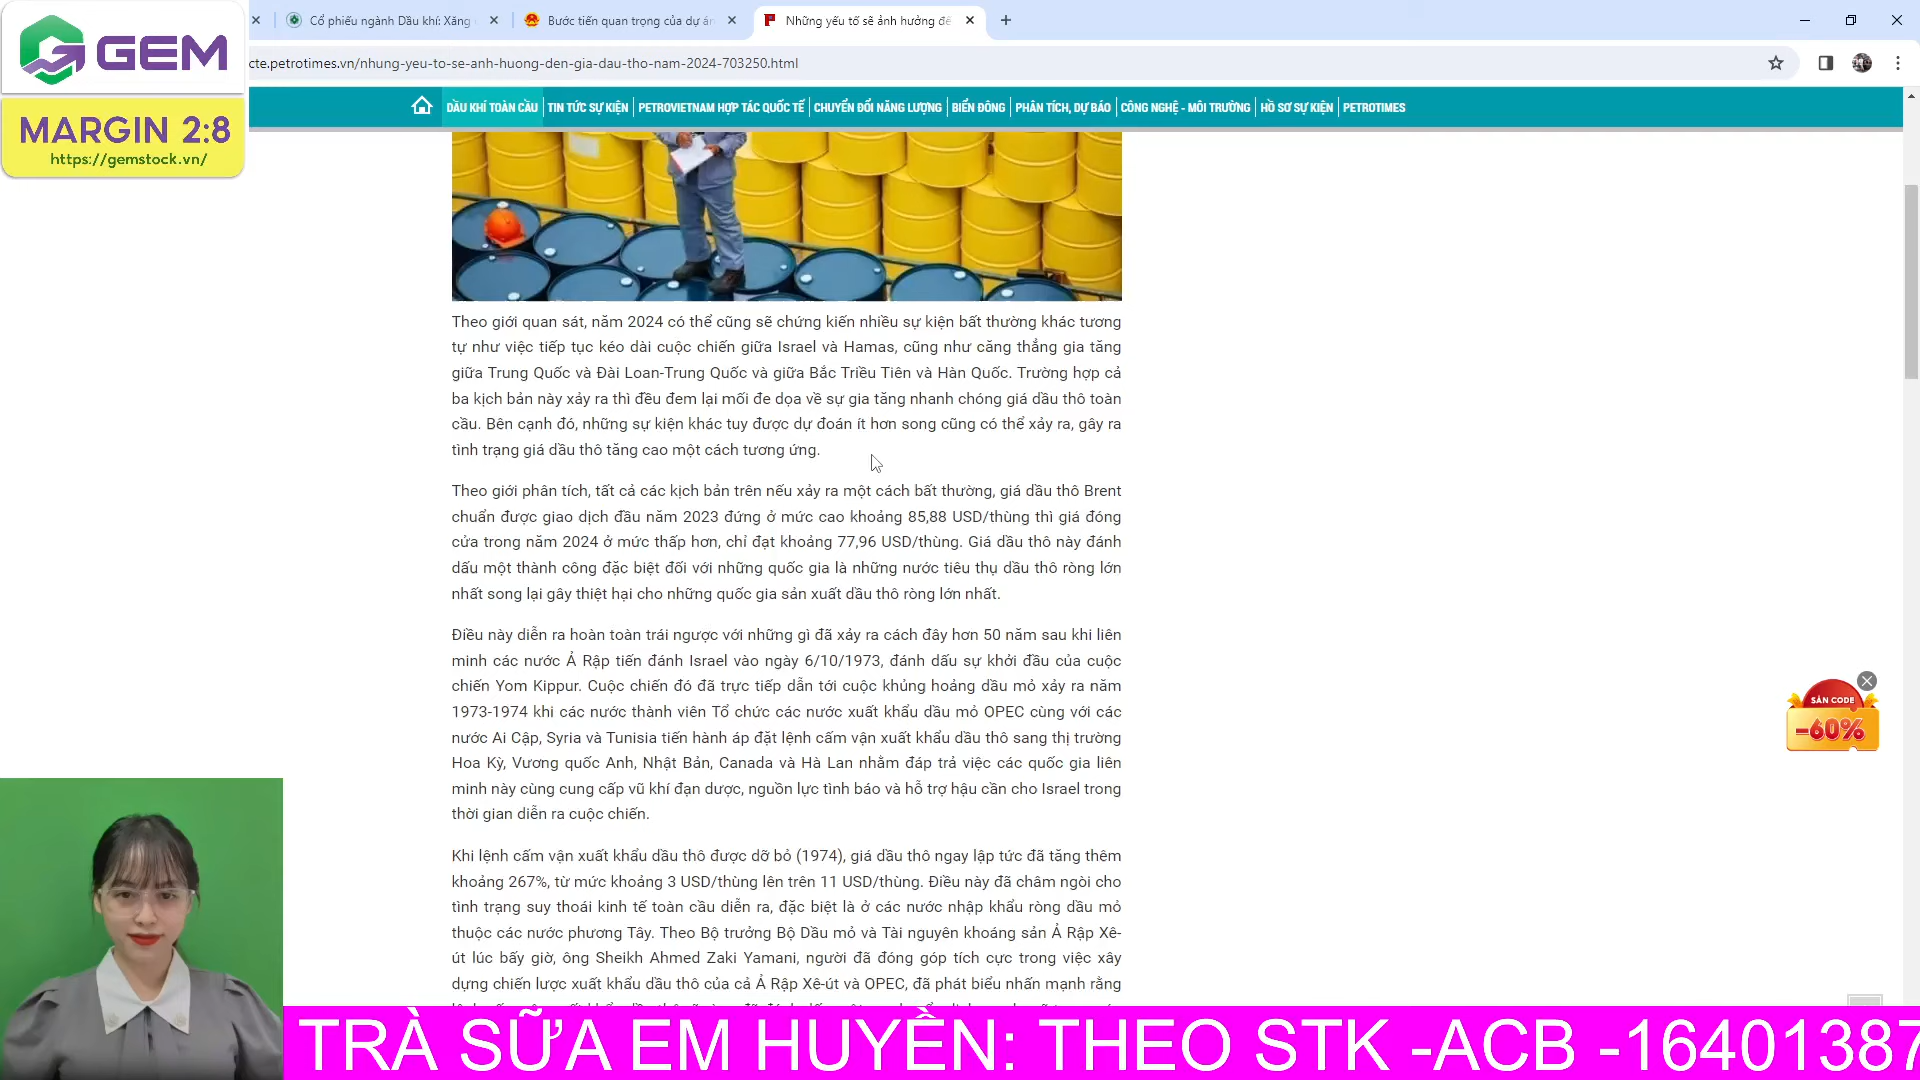 GEM
MARGIN 2:8
https://gemstock.vn/
Cổ phiếu ngành Dầu khí: Xăng
Bước tiến quan trọng của dự án
Những yếu tố sẽ ảnh hưởng đế
cte.petrotimes.vn/nhung-yeu-to-se-anh-huong-den-gia-dau-tho-nam-2024-703250.html
DẦU KHÍ TOÀN CẦU
TIN TỨC SỰ KIỆN
PETROVIETNAM HỢP TÁC QUỐC TẾ
CHUYỂN ĐỔI NĂNG LƯỢNG
BIỂN ĐÔNG
PHÂN TÍCH, DỰ BÁO
CÔNG NGHỆ - MÔI TRƯỜNG
HỒ SƠ SỰ KIỆN
PETROTIMES
Theo giới quan sát, năm 2024 có thể cũng sẽ chứng kiến nhiều sự kiện bất thường khác tương
tự như việc tiếp tục kéo dài cuộc chiến giữa Israel và Hamas, cũng như căng thẳng gia tăng
giữa Trung Quốc và Đài Loan-Trung Quốc và giữa Bắc Triều Tiên và Hàn Quốc. Trường hợp cả
ba kịch bản này xảy ra thì đều đem lại mối đe dọa về sự gia tăng nhanh chóng giá dầu thô toàn
cầu. Bên cạnh đó, những sự kiện khác tuy được dự đoán ít hơn song cũng có thể xảy ra, gây ra
tình trạng giá dầu thô tăng cao một cách tương ứng.
Theo giới phân tích, tất cả các kịch bản trên nếu xảy ra một cách bất thường, giá dầu thô Brent
chuẩn được giao dịch đầu năm 2023 đứng ở mức cao khoảng 85,88 USD/thùng thì giá đóng
cửa trong năm 2024 ở mức thấp hơn, chỉ đạt khoảng 77,96 USD/thùng. Giá dầu thô này đánh
dấu một thành công đặc biệt đối với những quốc gia là những nước tiêu thụ dầu thô ròng lớn
nhất song lại gây thiệt hại cho những quốc gia sản xuất dầu thô ròng lớn nhất.
Điều này diễn ra hoàn toàn trái ngược với những gì đã xảy ra cách đây hơn 50 năm sau khi liên
minh các nước Ả Rập tiến đánh Israel vào ngày 6/10/1973, đánh dấu sự khởi đầu của cuộc
chiến Yom Kippur. Cuộc chiến đó đã trực tiếp dẫn tới cuộc khủng hoảng dầu mỏ xảy ra năm
1973-1974 khi các nước thành viên Tổ chức các nước xuất khẩu dầu mỏ OPEC cùng với các
nước Ai Cập, Syria và Tunisia tiến hành áp đặt lệnh cấm vận xuất khẩu dầu thô sang thị trường
Hoa Kỳ, Vương quốc Anh, Nhật Bản, Canada và Hà Lan nhằm đáp trả việc các quốc gia liên
minh này cùng cung cấp vũ khí đạn dược, nguồn lực tình báo và hỗ trợ hậu cần cho Israel trong
thời gian diễn ra cuộc chiến.
Khi lệnh cấm vận xuất khẩu dầu thô được dỡ bỏ (1974), giá dầu thô ngay lập tức đã tăng thêm
khoảng 267%, từ mức khoảng 3 USD/thùng lên trên 11 USD/thùng. Điều này đã châm ngòi cho
tình trạng suy thoái kinh tế toàn cầu diễn ra, đặc biệt là ở các nước nhập khẩu ròng dầu mỏ
thuộc các nước phương Tây. Theo Bộ trưởng Bộ Dầu mỏ và Tài nguyên khoáng sản Ả Rập Xê-
út lúc bấy giờ, ông Sheikh Ahmed Zaki Yamani, người đã đóng góp tích cực trong việc xây
dựng chiến lược xuất khẩu dầu thô của cả Ả Rập Xê-út và OPEC, đã phát biểu nhấn mạnh rằng
SĂN CODE
-60%
TRÀ SỮA EM HUYỀN: THEO STK -ACB -16401387